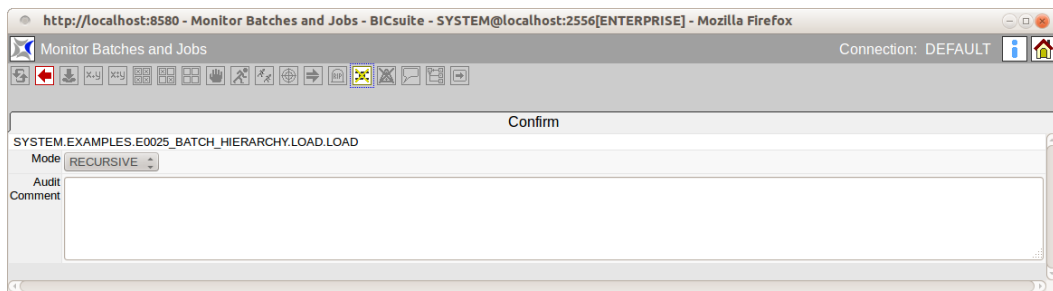 http://localhost:8580 - Monitor Batches and Jobs - BICsuite - SYSTEM@localhost:2556[ENTERPRISE] - Mozilla Firefox
Monitor Batches and Jobs
Connection: DEFAULT
x+y
x=y
Confirm
SYSTEM.EXAMPLES.E0025_BATCH_HIERARCHY.LOAD.LOAD
Mode RECURSIVE
Audit
Comment